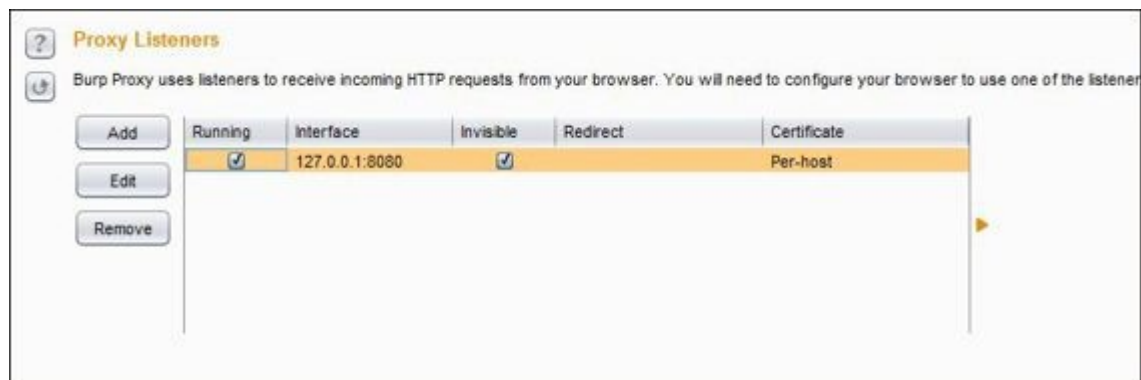 ?
Proxy Listeners
Burp Proxy uses listeners to receive incoming HTTP requests from your browser. You will need to configure your browser to use one of the listener
Add Running Interface Invisible Redirect Certificate
127.0.0.1:8080 Per-host
Edit
Remove